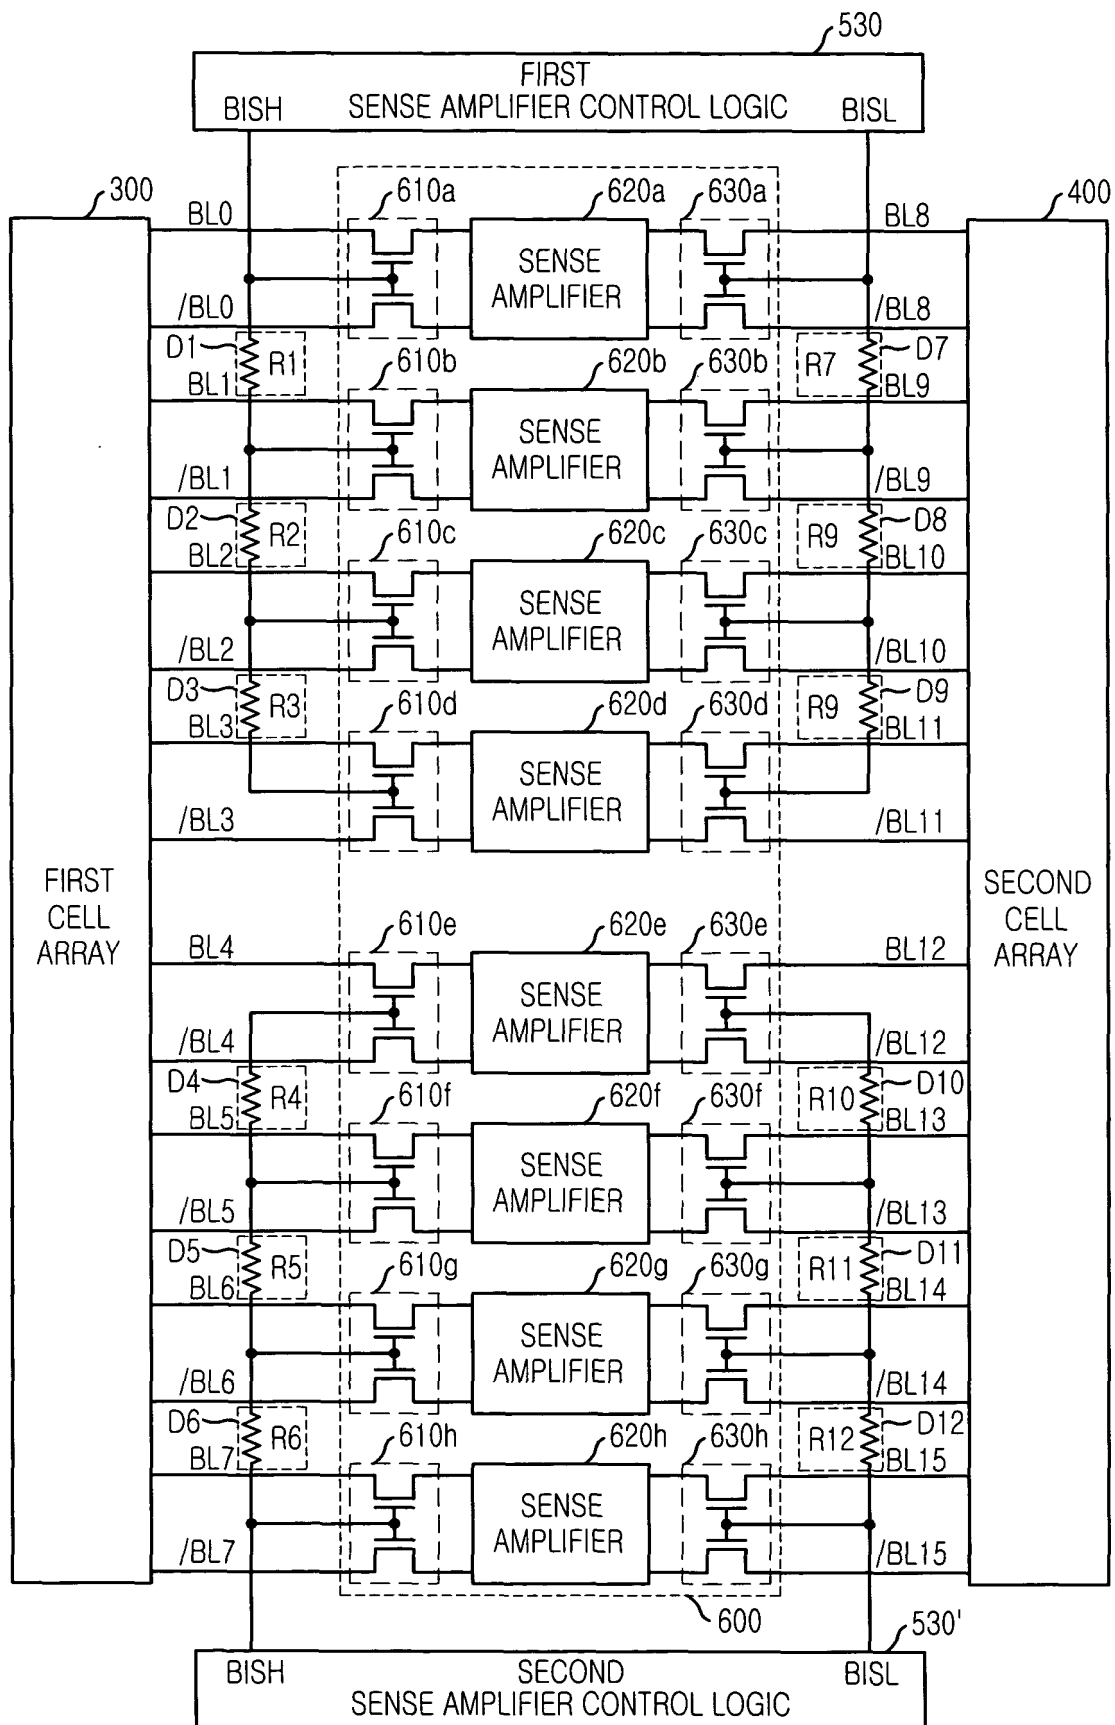 530
FIRST
BISH SENSE AMPLIFIER CONTROL LOGIC BISL
300 610a 620a 630a 400
BL0 BL8
SENSE
AMPLIFIER
/BL0 /BL8
D1 R1 610b 620b 630b R7 D7
BL1 BL9
SENSE
AMPLIFIER
/BL1 /BL9
D2 R2 610c 620c 630c R9 D8
BL2 BL10
SENSE
AMPLIFIER
/BL2 /BL10
D3 R3 610d 620d 630d R9 D9
BL3 BL11
SENSE
AMPLIFIER
/BL3 /BL11
FIRST
CELL
ARRAY
SECOND
CELL
ARRAY
610e 620e 630e
BL4 BL12
SENSE
AMPLIFIER
/BL4 /BL12
D4 R4 610f 620f 630f R10 D10
BL5 BL13
SENSE
AMPLIFIER
/BL5 /BL13
D5 R5 610g 620g 630g R11 D11
BL6 BL14
SENSE
AMPLIFIER
/BL6 /BL14
D6 R6 610h 620h 630h R12 D12
BL7 BL15
SENSE
AMPLIFIER
/BL7 /BL15
600 530'
BISH SECOND BISL
SENSE AMPLIFIER CONTROL LOGIC